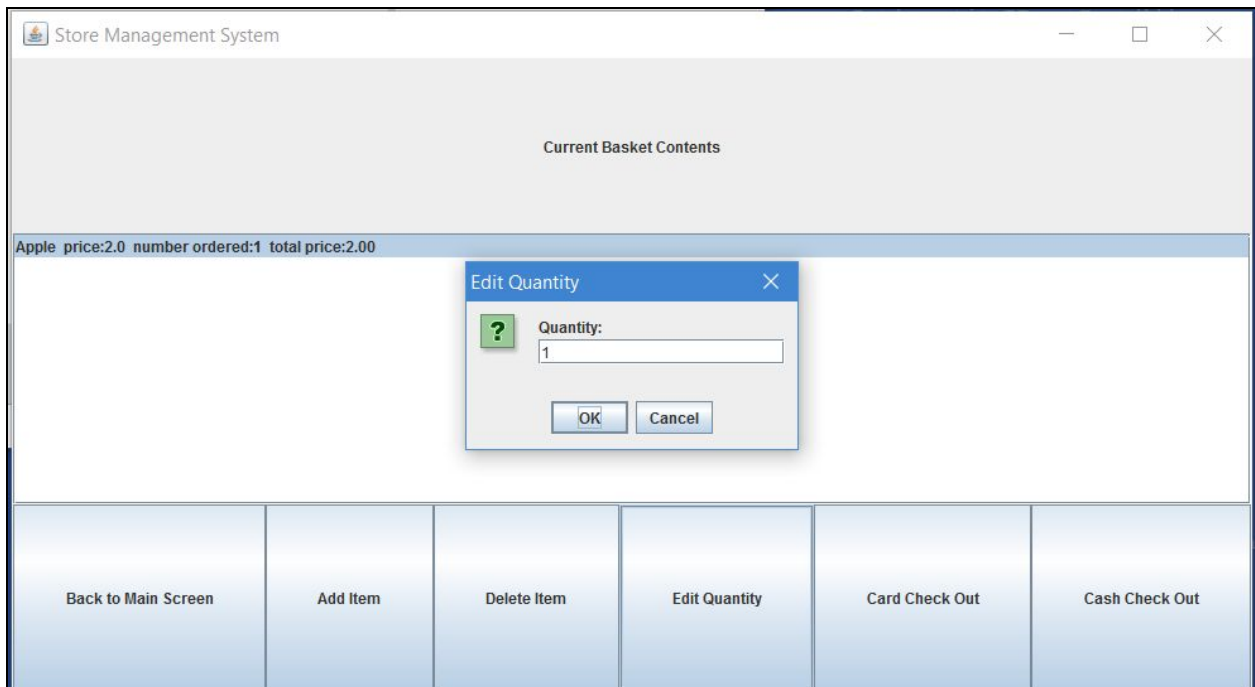 Store Management System
Current Basket Contents
Apple price:2.0 number ordered:1 total price:2.00
Edit Quantity
?
Quantity:
1
OK Cancel
Back to Main Screen Add Item Delete Item Edit Quantity Card Check Out Cash Check Out